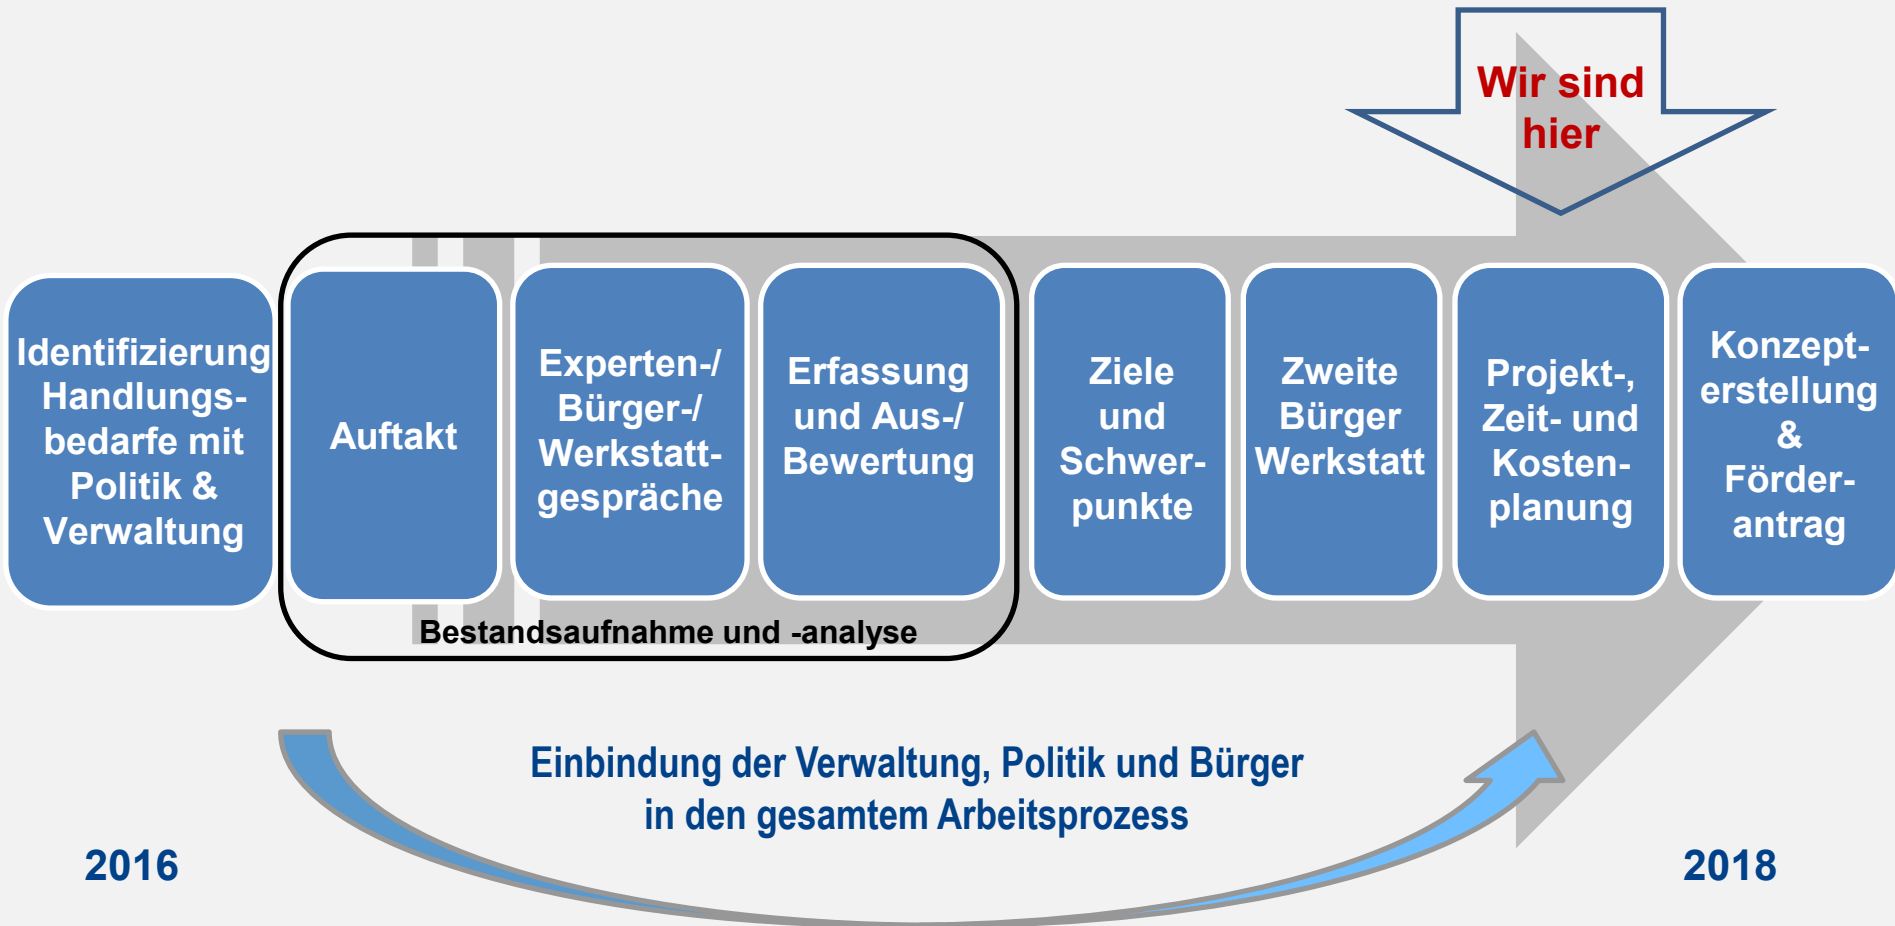 Wir sind
hier
Identifizierung
Handlungs-
bedarfe mit
Politik &
Verwaltung
Auftakt
Experten-/
Bürger-/
Werkstatt-
gespräche
Erfassung
und Aus-/
Bewertung
Ziele
und
Schwer-
punkte
Zweite
Bürger
Werkstatt
Projekt-,
Zeit- und
Kosten-
planung
Konzept-
erstellung
&
Förder-
antrag
Bestandsaufnahme und -analyse
Einbindung der Verwaltung, Politik und Bürger
in den gesamtem Arbeitsprozess
2016
2018